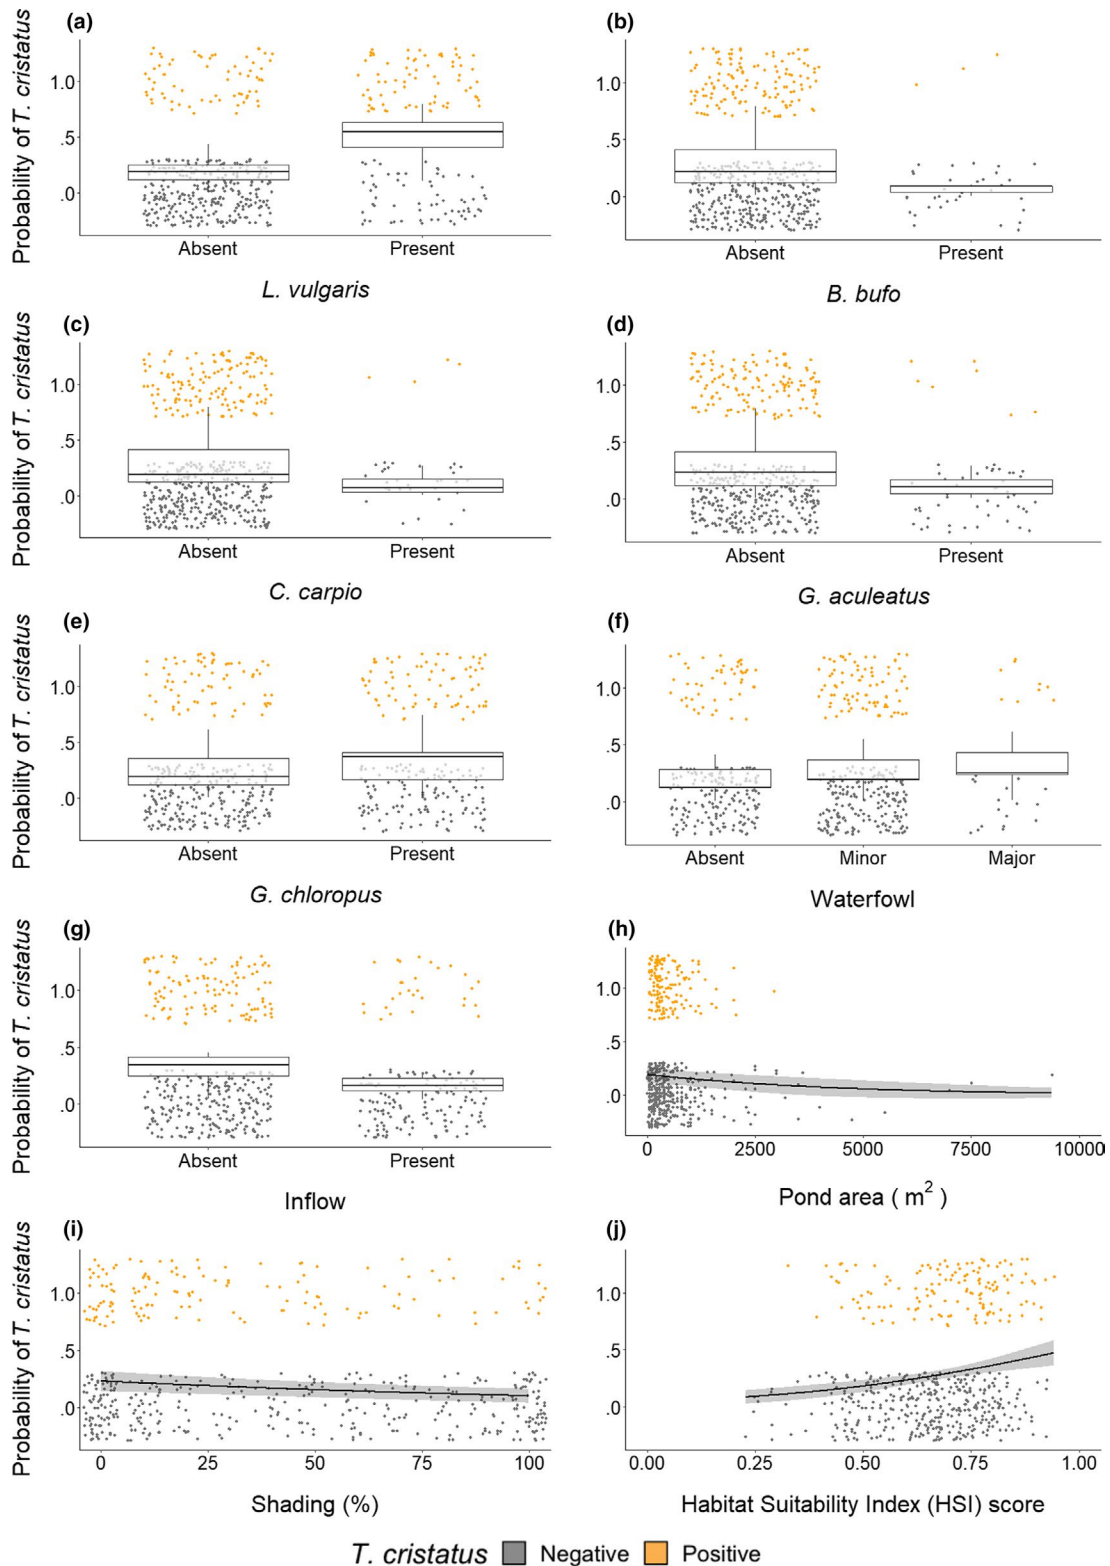 (a)
Probability of T. cristatus
1.0
.5
.0
Absent
Present
L. vulgaris
(b)
1.0
.5
.0
Absent
Present
B. bufo
(c)
Probability of T. cristatus
1.0
.5
.0
Absent
Present
C. carpio
(d)
1.0
.5
.0
Absent
Present
G. aculeatus
(e)
Probability of T. cristatus
1.0
.5
.0
Absent
Present
G. chloropus
(f)
1.0
.5
.0
Absent
Minor
Major
Waterfowl
(g)
Probability of T. cristatus
1.0
.5
.0
Absent
Present
Inflow
(h)
1.0
.5
.0
0
2500
5000
7500
10000
Pond area ( m² )
(i)
Probability of T. cristatus
1.0
.5
.0
0
25
50
75
100
Shading (%)
(j)
1.0
.5
.0
0.00
0.25
0.50
0.75
1.00
Habitat Suitability Index (HSI) score
T. cristatus Negative Positive